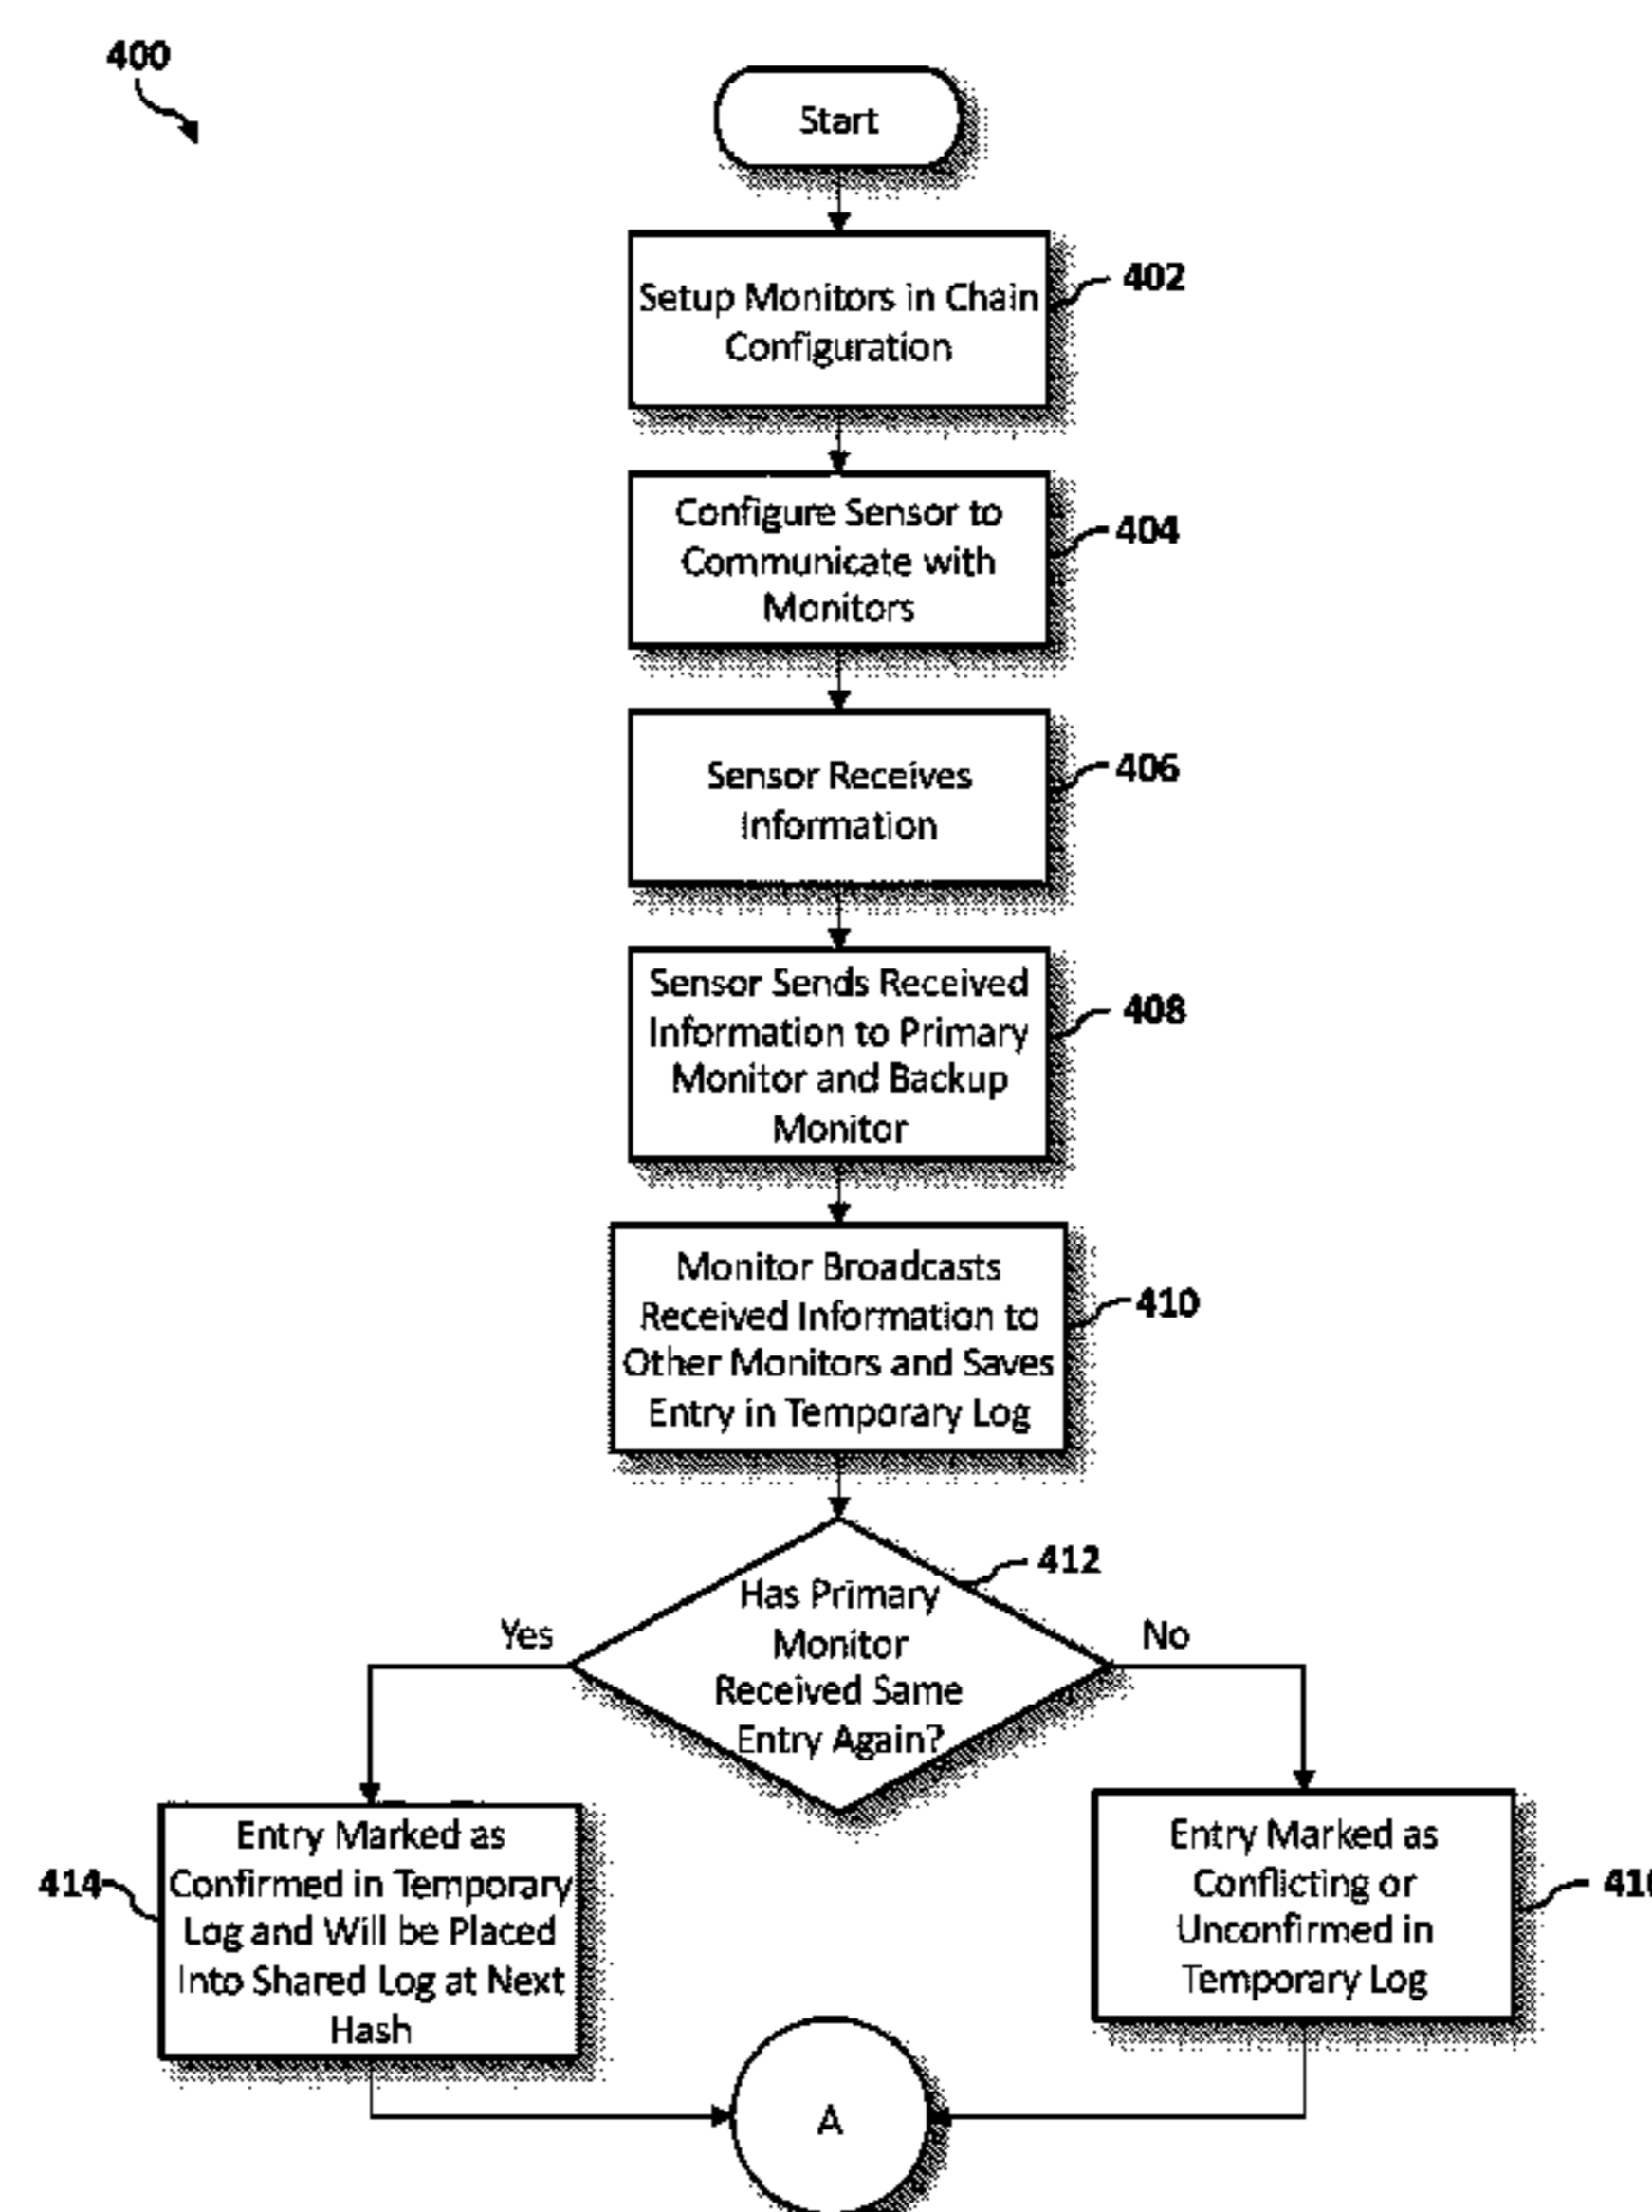 400
Start
Setup Monitors in Chain
Configuration
402
Configure Sensor to
Communicate with
Monitors
404
Sensor Receives
Information
406
Sensor Sends Received
Information to Primary
Monitor and Backup
Monitor
408
Monitor Broadcasts
Received Information to
Other Monitors and Saves
Entry in Temporary Log
410
Has Primary
Monitor
Received Same
Entry Again?
412
Yes
No
Entry Marked as
Confirmed in Temporary
Log and Will be Placed
Into Shared Log at Next
Hash
414
Entry Marked as
Conflicting or
Unconfirmed in
Temporary Log
A